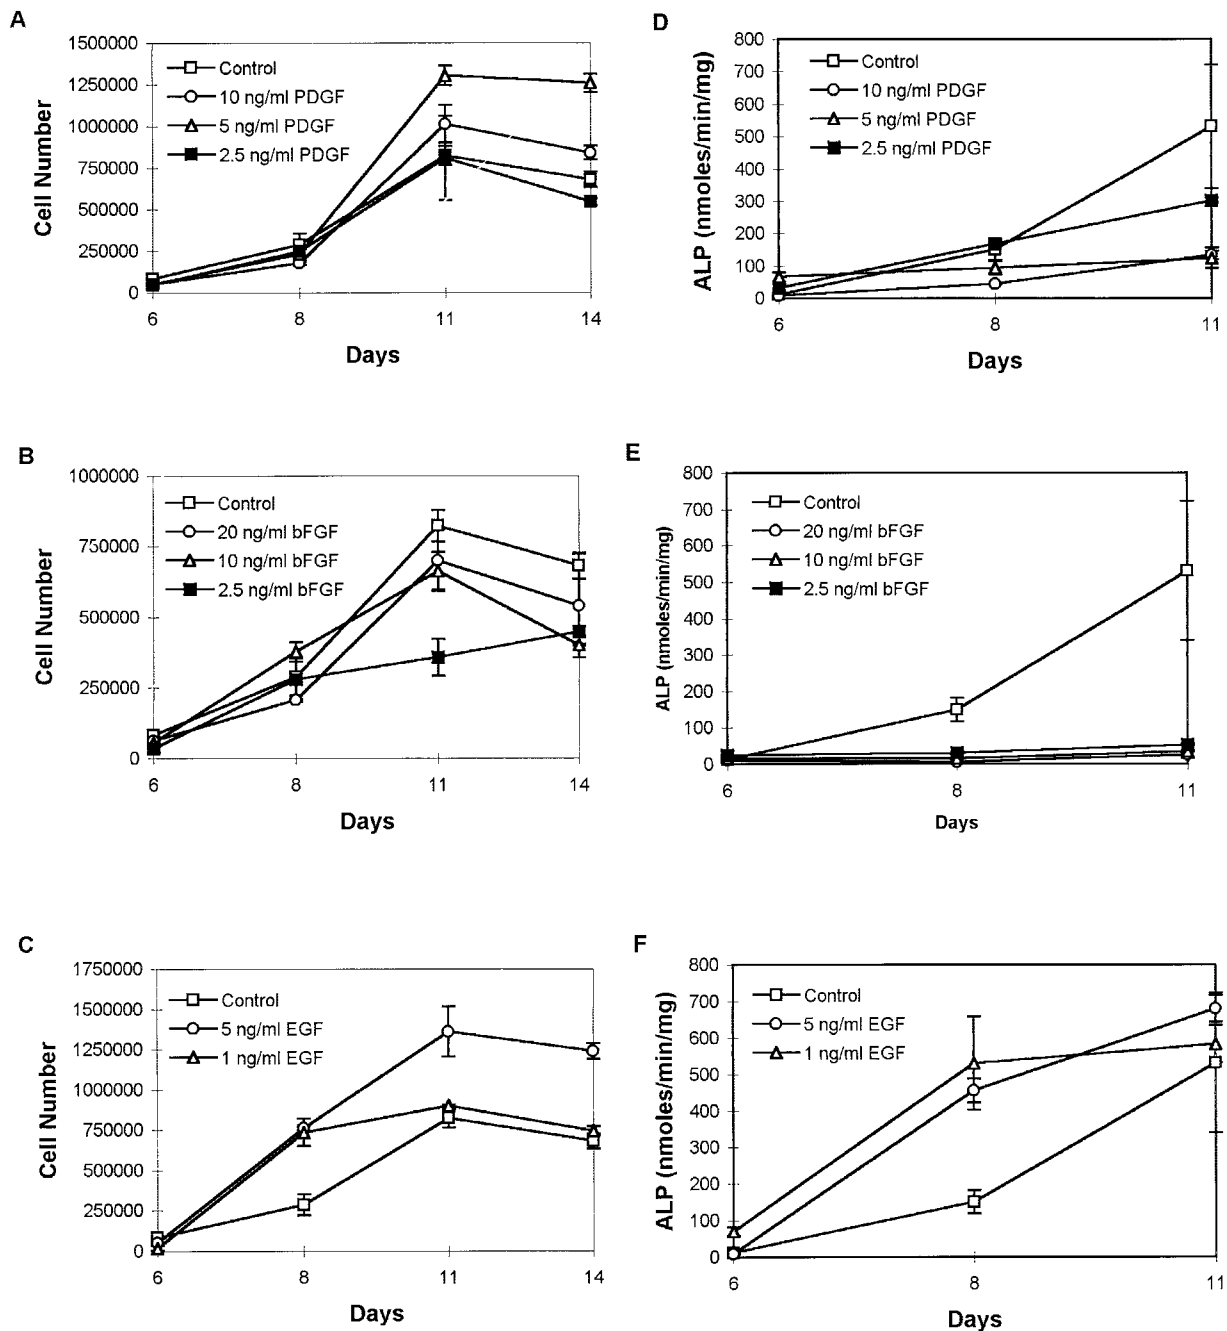 A
1500000
1250000
1000000
750000
500000
250000
0
Cell Number
Control
10 ng/ml PDGF
5 ng/ml PDGF
2.5 ng/ml PDGF
6 8 11 14
Days
D
800
700
600
500
400
300
200
100
0
ALP (nmoles/min/mg)
Control
10 ng/ml PDGF
5 ng/ml PDGF
2.5 ng/ml PDGF
6 8 11
Days
B
1000000
750000
500000
250000
0
Cell Number
Control
20 ng/ml bFGF
10 ng/ml bFGF
2.5 ng/ml bFGF
6 8 11 14
Days
E
800
700
600
500
400
300
200
100
0
ALP (nmoles/min/mg)
Control
20 ng/ml bFGF
10 ng/ml bFGF
2.5 ng/ml bFGF
6 8 11
Days
C
1750000
1500000
1250000
1000000
750000
500000
250000
0
Cell Number
Control
5 ng/ml EGF
1 ng/ml EGF
6 8 11 14
Days
F
800
700
600
500
400
300
200
100
0
ALP (nmoles/min/mg)
Control
5 ng/ml EGF
1 ng/ml EGF
6 8 11
Days